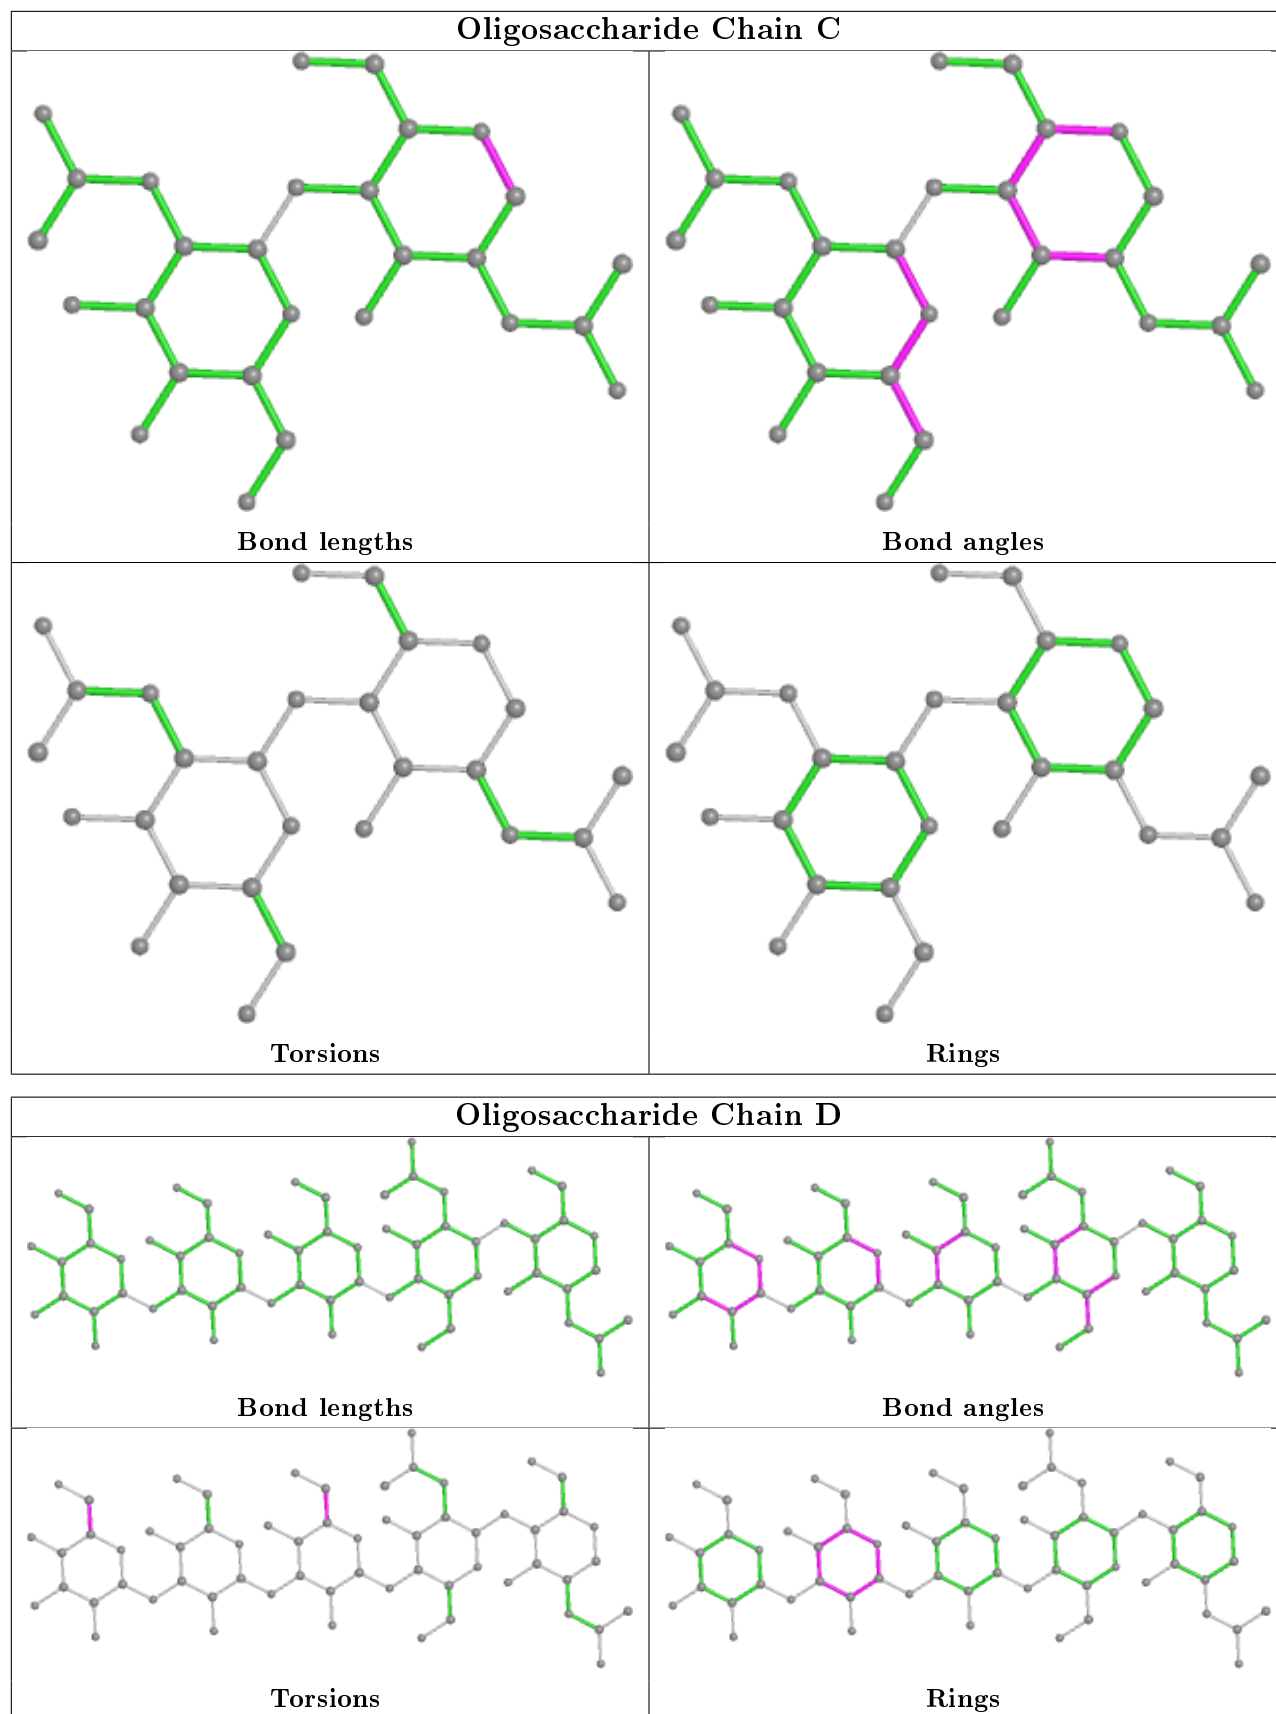 Oligosaccharide Chain C
Bond lengths
Bond angles
Torsions
Rings
Oligosaccharide Chain D
Bond lengths
Bond angles
Torsions
Rings